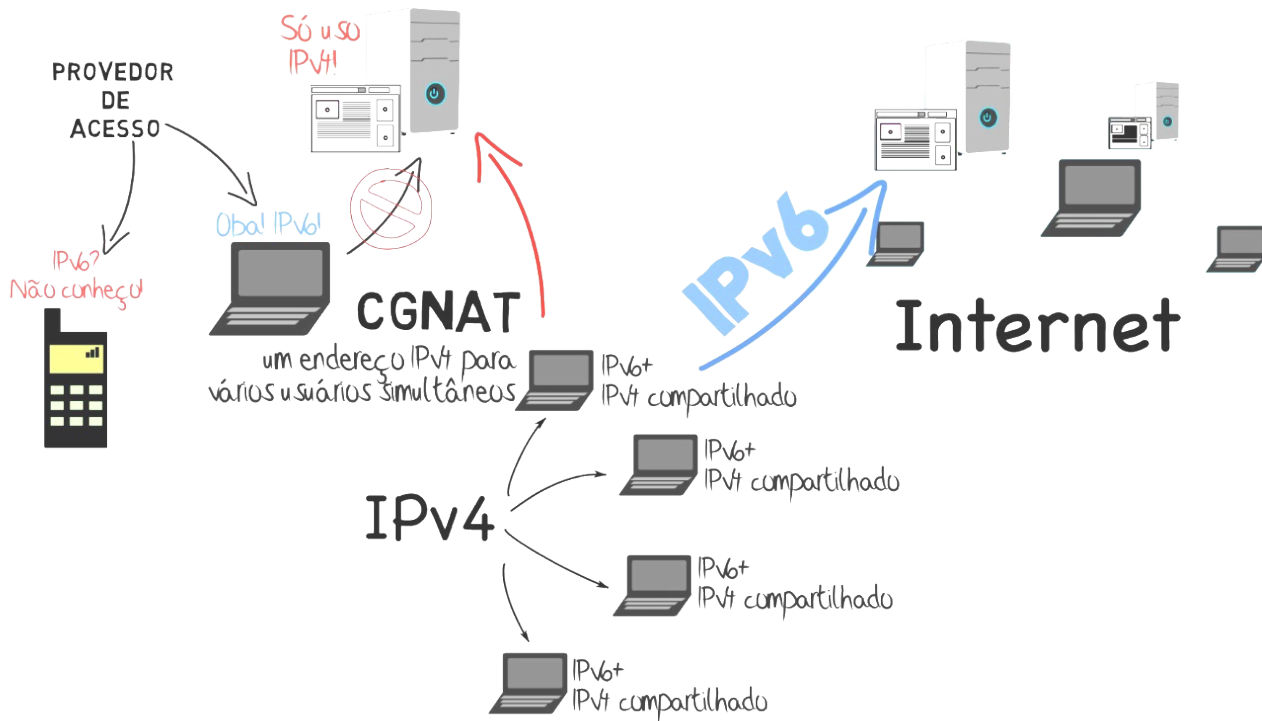 Só uso
IPv4!
PROVEDOR
DE
ACESSO
Oba! IPv6!
IPv6?
Não conheço!
IPv6
Internet
CGNAT
um endereço IPv4 para
vários usuários simultâneos
IPv6+
IPv4 compartilhado
IPv6+
IPv4 compartilhado
IPv4
IPv6+
IPv4 compartilhado
IPv6+
IPv4 compartilhado